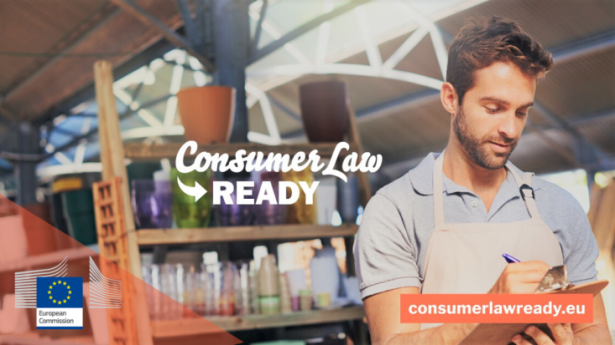 Consumer Law
READY
European
Commission
consumerlawready.eu